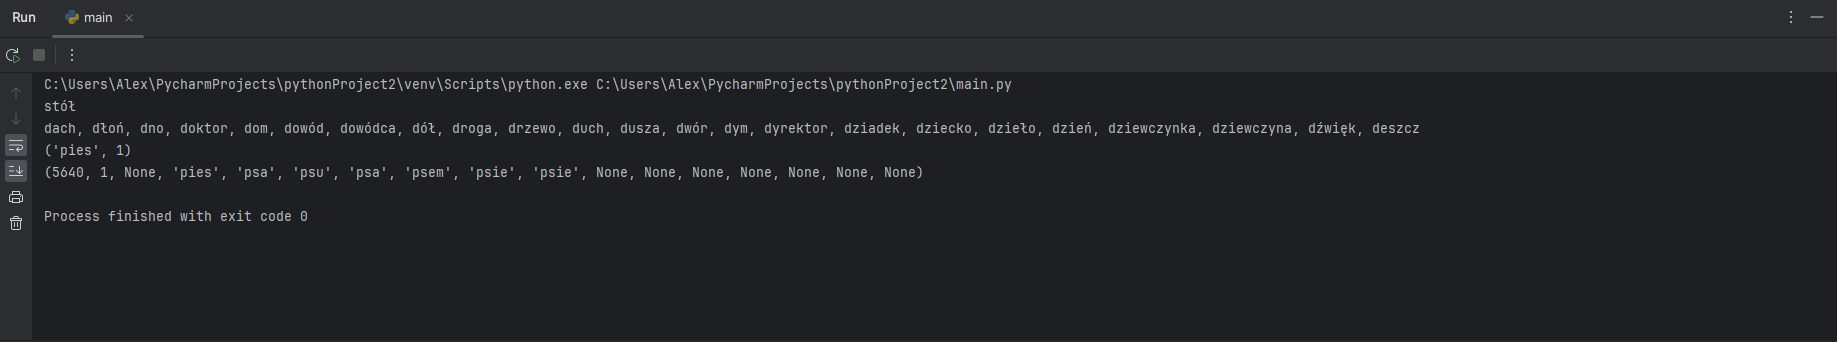 Run main
C:\Users\Alex\PycharmProjects\pythonProject2\venv\Scripts\python.exe C:\Users\Alex\PycharmProjects\pythonProject2\main.py
stół
dach, dłoń, dno, doktor, dom, dowód, dowódca, dół, droga, drzewo, duch, dusza, dwór, dym, dyrektor, dziadek, dziecko, dzieło, dzień, dziewczynka, dziewczyna, dźwięk, deszcz
('pies', 1)
(5640, 1, None, 'pies', 'psa', 'psu', 'psa', 'psem', 'psie', 'psie', None, None, None, None, None, None, None)
Process finished with exit code 0